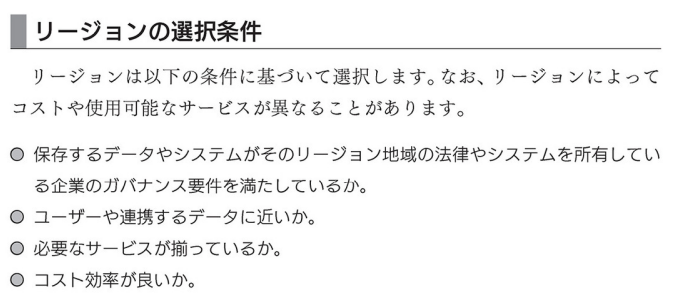 リージョンの選択条件
リージョンは以下の条件に基づいて選択します。なお、リージョンによって
コストや使用可能なサービスが異なることがあります。
保存するデータやシステムがそのリージョン地域の法律やシステムを所有してい
る企業のガバナンス要件を満たしているか。
ユーザーや連携するデータに近いか。
必要なサービスが揃っているか。
コスト効率が良いか。